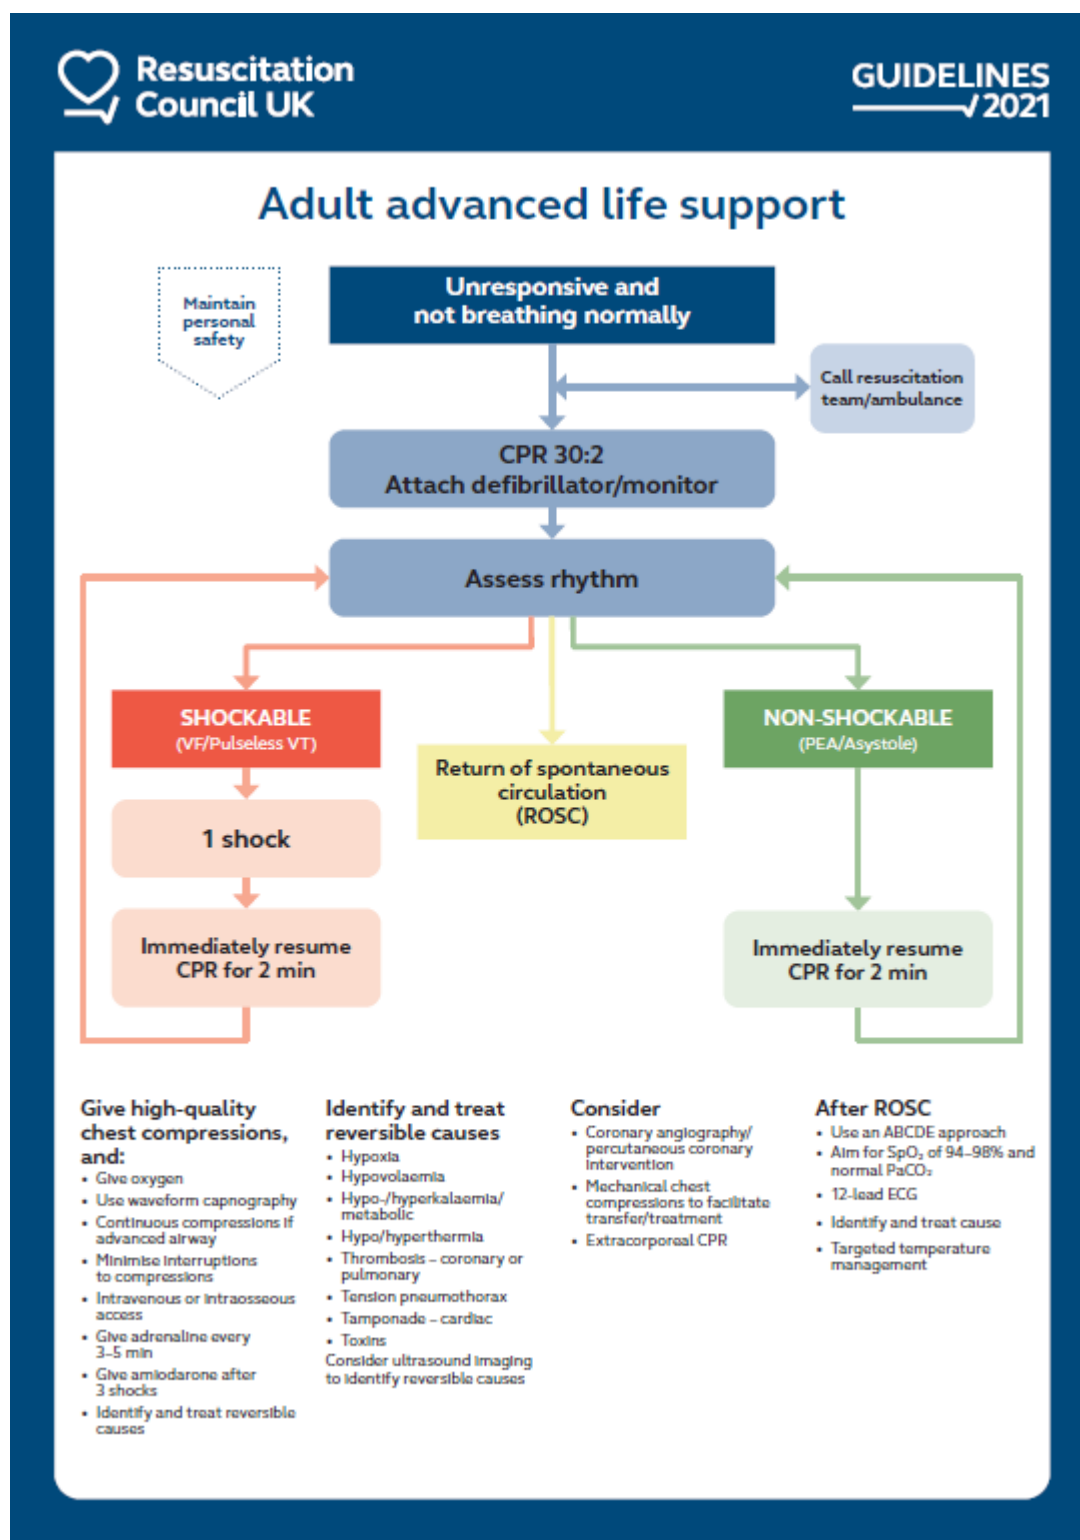 Resuscitation
Council UK
GUIDELINES
2021
Adult advanced life support
Maintain
personal
safety
Unresponsive and
not breathing normally
Call resuscitation
team/ambulance
CPR 30:2
Attach defibrillator/monitor
Assess rhythm
SHOCKABLE
(VF/Pulseless VT)
NON-SHOCKABLE
(PEA/Asystole)
Return of spontaneous
circulation
(ROSC)
1 shock
Immediately resume
CPR for 2 min
Immediately resume
CPR for 2 min
Give high-quality
chest compressions,
and:
• Give oxygen
• Use waveform capnography
• Continuous compressions if
advanced airway
• Minimise interruptions
to compressions
• Intravenous or intraosseous
access
• Give adrenaline every
3–5 min
• Give amiodarone after
3 shocks
• Identify and treat reversible
causes
Identify and treat
reversible causes
• Hypoxia
• Hypovolaemia
• Hypo-/hyperkalaemia/
metabolic
• Hypo/hyperthermia
• Thrombosis – coronary or
pulmonary
• Tension pneumothorax
• Tamponade – cardiac
• Toxins
Consider ultrasound imaging
to identify reversible causes
Consider
• Coronary angiography/
percutaneous coronary
intervention
• Mechanical chest
compressions to facilitate
transfer/treatment
• Extracorporeal CPR
After ROSC
• Use an ABCDE approach
• Aim for SpO₂ of 94–98% and
normal PaCO₂
• 12-lead ECG
• Identify and treat cause
• Targeted temperature
management